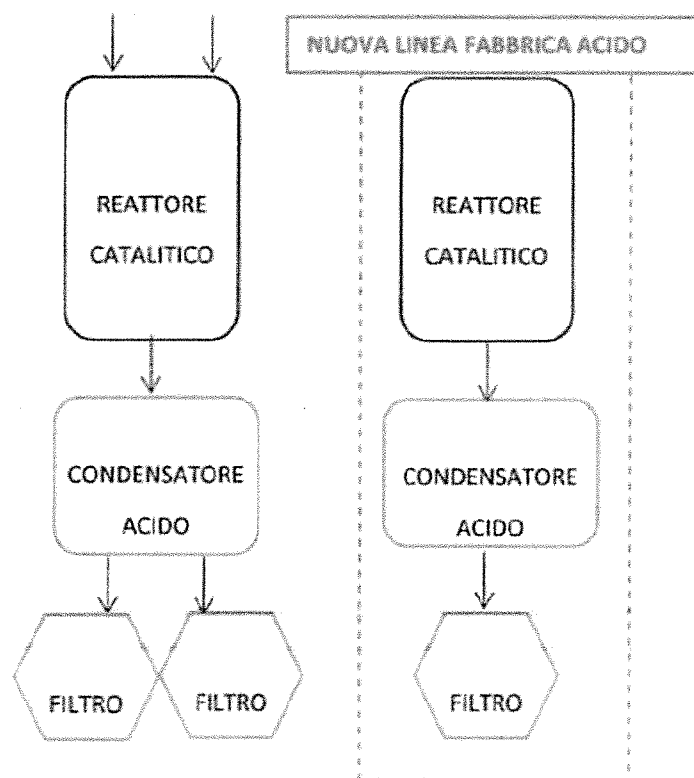 NUOVA LINEA FABBRICA ACIDO
REATTORE
CATALITICO
REATTORE
CATALITICO
CONDENSATORE
ACIDO
CONDENSATORE
ACIDO
FILTRO
FILTRO
FILTRO